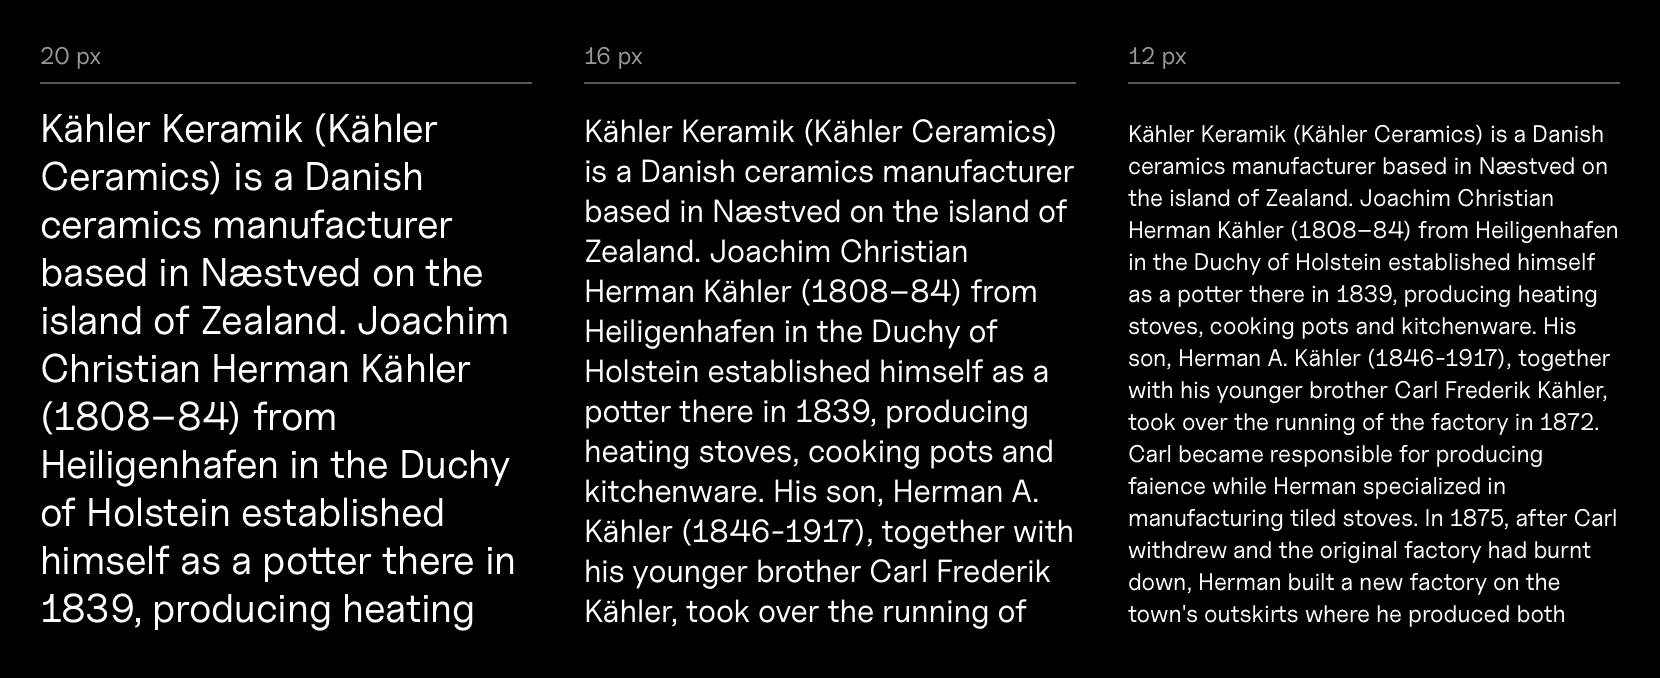 20 px
Kähler Keramik (Kähler
Ceramics) is a Danish
ceramics manufacturer
based in Næstved on the
island of Zealand. Joachim
Christian Herman Kähler
(1808–84) from
Heiligenhafen in the Duchy
of Holstein established
himself as a potter there in
1839, producing heating
16 px
Kähler Keramik (Kähler Ceramics)
is a Danish ceramics manufacturer
based in Næstved on the island of
Zealand. Joachim Christian
Herman Kähler (1808–84) from
Heiligenhafen in the Duchy of
Holstein established himself as a
potter there in 1839, producing
heating stoves, cooking pots and
kitchenware. His son, Herman A.
Kähler (1846-1917), together with
his younger brother Carl Frederik
Kähler, took over the running of
12 px
Kähler Keramik (Kähler Ceramics) is a Danish
ceramics manufacturer based in Næstved on
the island of Zealand. Joachim Christian
Herman Kähler (1808–84) from Heiligenhafen
in the Duchy of Holstein established himself
as a potter there in 1839, producing heating
stoves, cooking pots and kitchenware. His
son, Herman A. Kähler (1846-1917), together
with his younger brother Carl Frederik Kähler,
took over the running of the factory in 1872.
Carl became responsible for producing
faience while Herman specialized in
manufacturing tiled stoves. In 1875, after Carl
withdrew and the original factory had burnt
down, Herman built a new factory on the
town's outskirts where he produced both